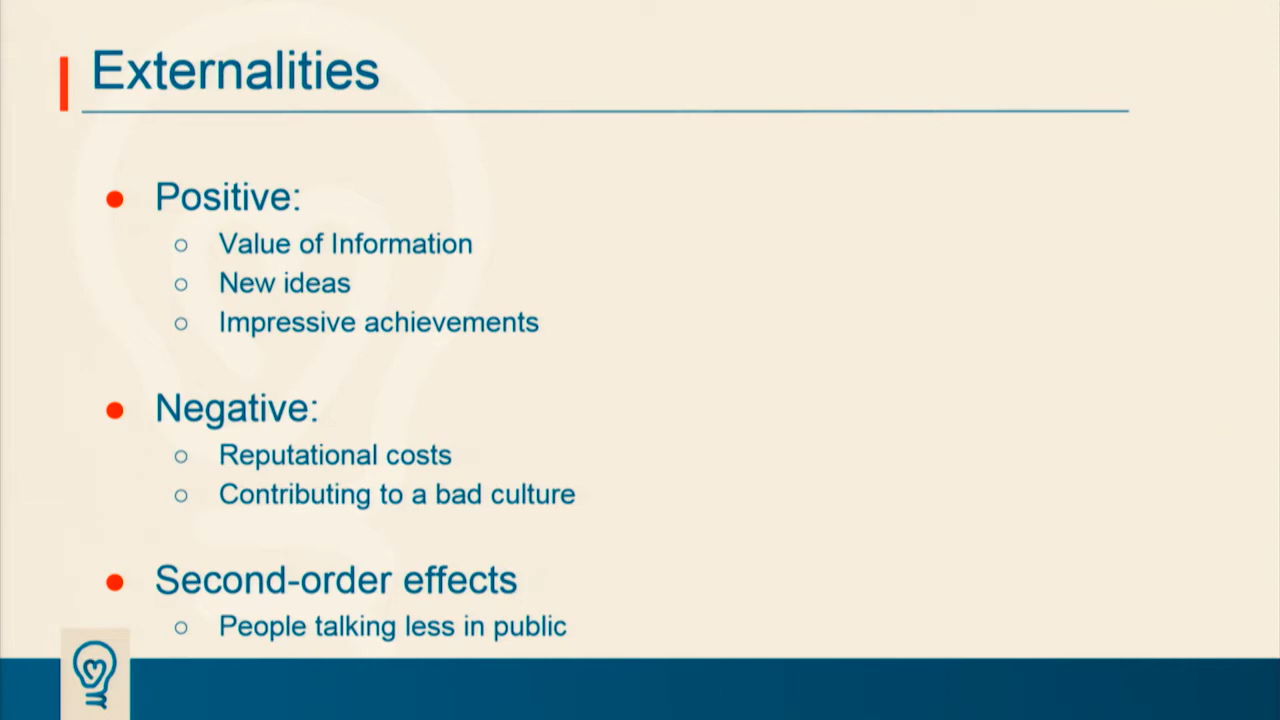 Externalities
● Positive:
○ Value of Information
○ New ideas
○ Impressive achievements
● Negative:
○ Reputational costs
○ Contributing to a bad culture
● Second-order effects
○ People talking less in public